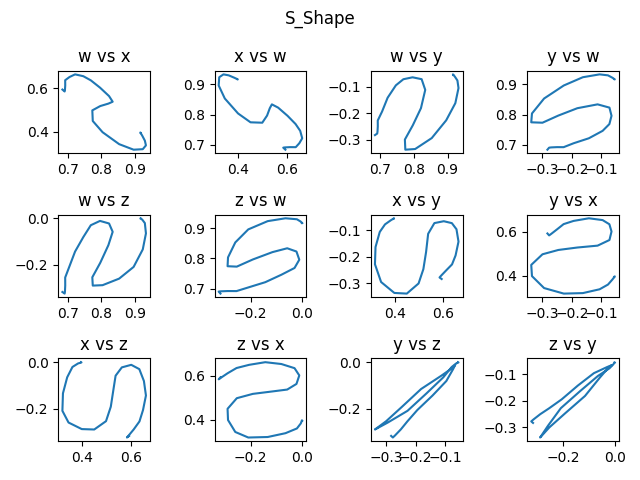 S_Shape
w vs x
x vs w
w vs y
y vs w
0.6
0.4
0.7 0.8 0.9
0.9
0.8
0.7
0.4 0.6
−0.1
−0.2
−0.3
0.7 0.8 0.9
0.9
0.8
0.7
−0.3 −0.2 −0.1
w vs z
z vs w
x vs y
y vs x
0.0
−0.2
0.7 0.8 0.9
0.9
0.8
0.7
−0.2 0.0
−0.1
−0.2
−0.3
0.4 0.6
0.6
0.4
−0.3 −0.2 −0.1
x vs z
z vs x
y vs z
z vs y
0.0
−0.2
0.4 0.6
0.6
0.4
−0.2 0.0
0.0
−0.2
−0.3 −0.2 −0.1
−0.1
−0.2
−0.3
−0.2 0.0